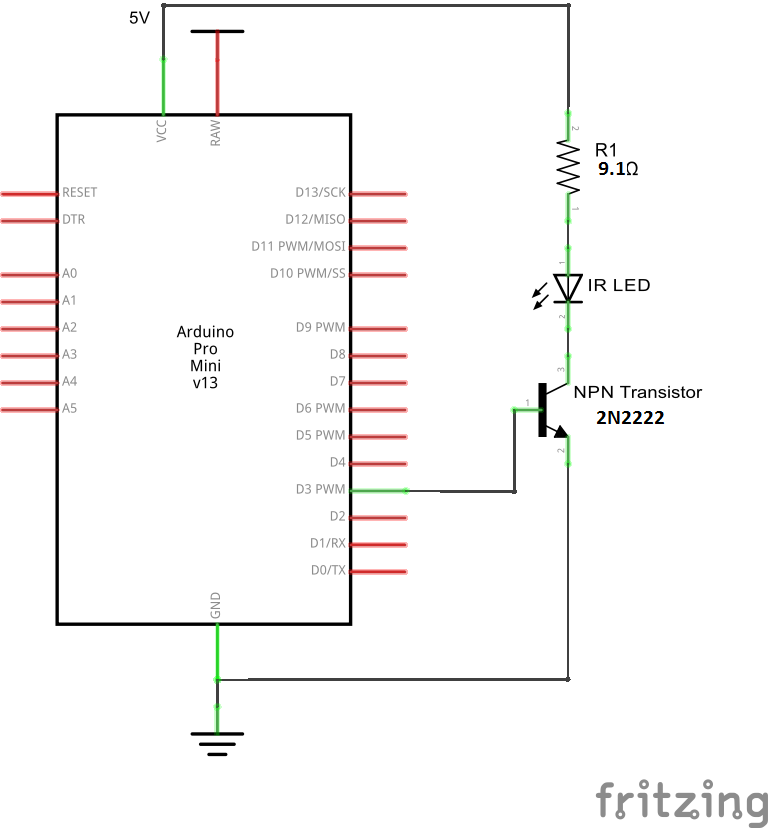 5V
VCC
RAW
2
R1
9.1Ω
1
RESET
D13/SCK
DTR
D12/MISO
D11 PWM/MOSI
A0
D10 PWM/SS
1
IR LED
A1
2
A2
D9 PWM
Arduino
Pro
Mini
v13
A3
D8
3
A4
D7
NPN Transistor
1
A5
D6 PWM
2N2222
D5 PWM
2
D4
D3 PWM
D2
D1/RX
D0/TX
GND
fritzing